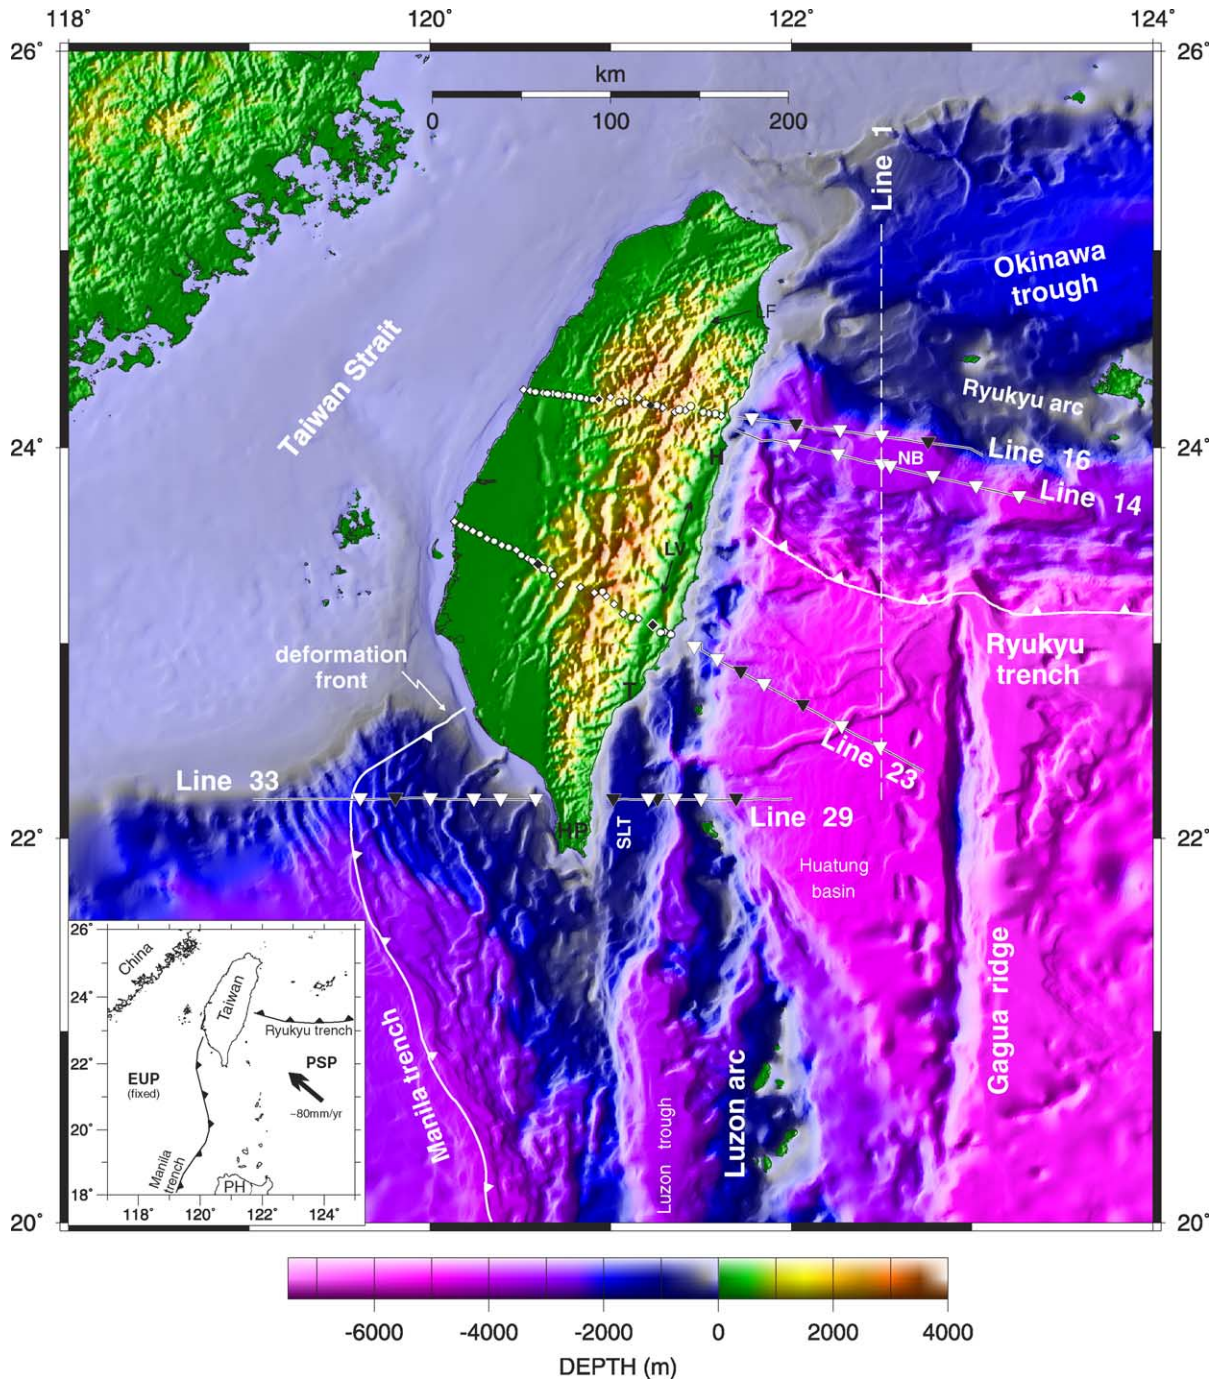 118°
120°
122°
124°
26°
26°
km
0
100
200
Line 1
Okinawa
trough
LF
Taiwan Strait
Ryukyu arc
24°
24°
H
NB
Line 16
Line 14
LV
deformation
front
Ryukyu
trench
T
Line 33
Line 23
Line 29
HP
SLT
22°
22°
Huatung
basin
Gagua ridge
Manila trench
Luzon trough
Luzon arc
26°
24°
22°
20°
18°
China
Taiwan
Ryukyu trench
EUP
(fixed)
PSP
~80mm/yr
Manila
trench
PH
118°
120°
122°
124°
20°
20°
-6000
-4000
-2000
0
2000
4000
DEPTH (m)